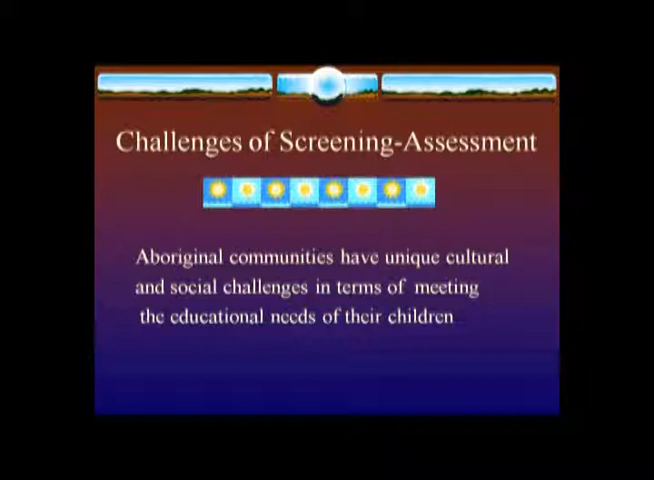 Challenges of Screening-Assessment
Aboriginal communities have unique cultural
and social challenges in terms of meeting
the educational needs of their children